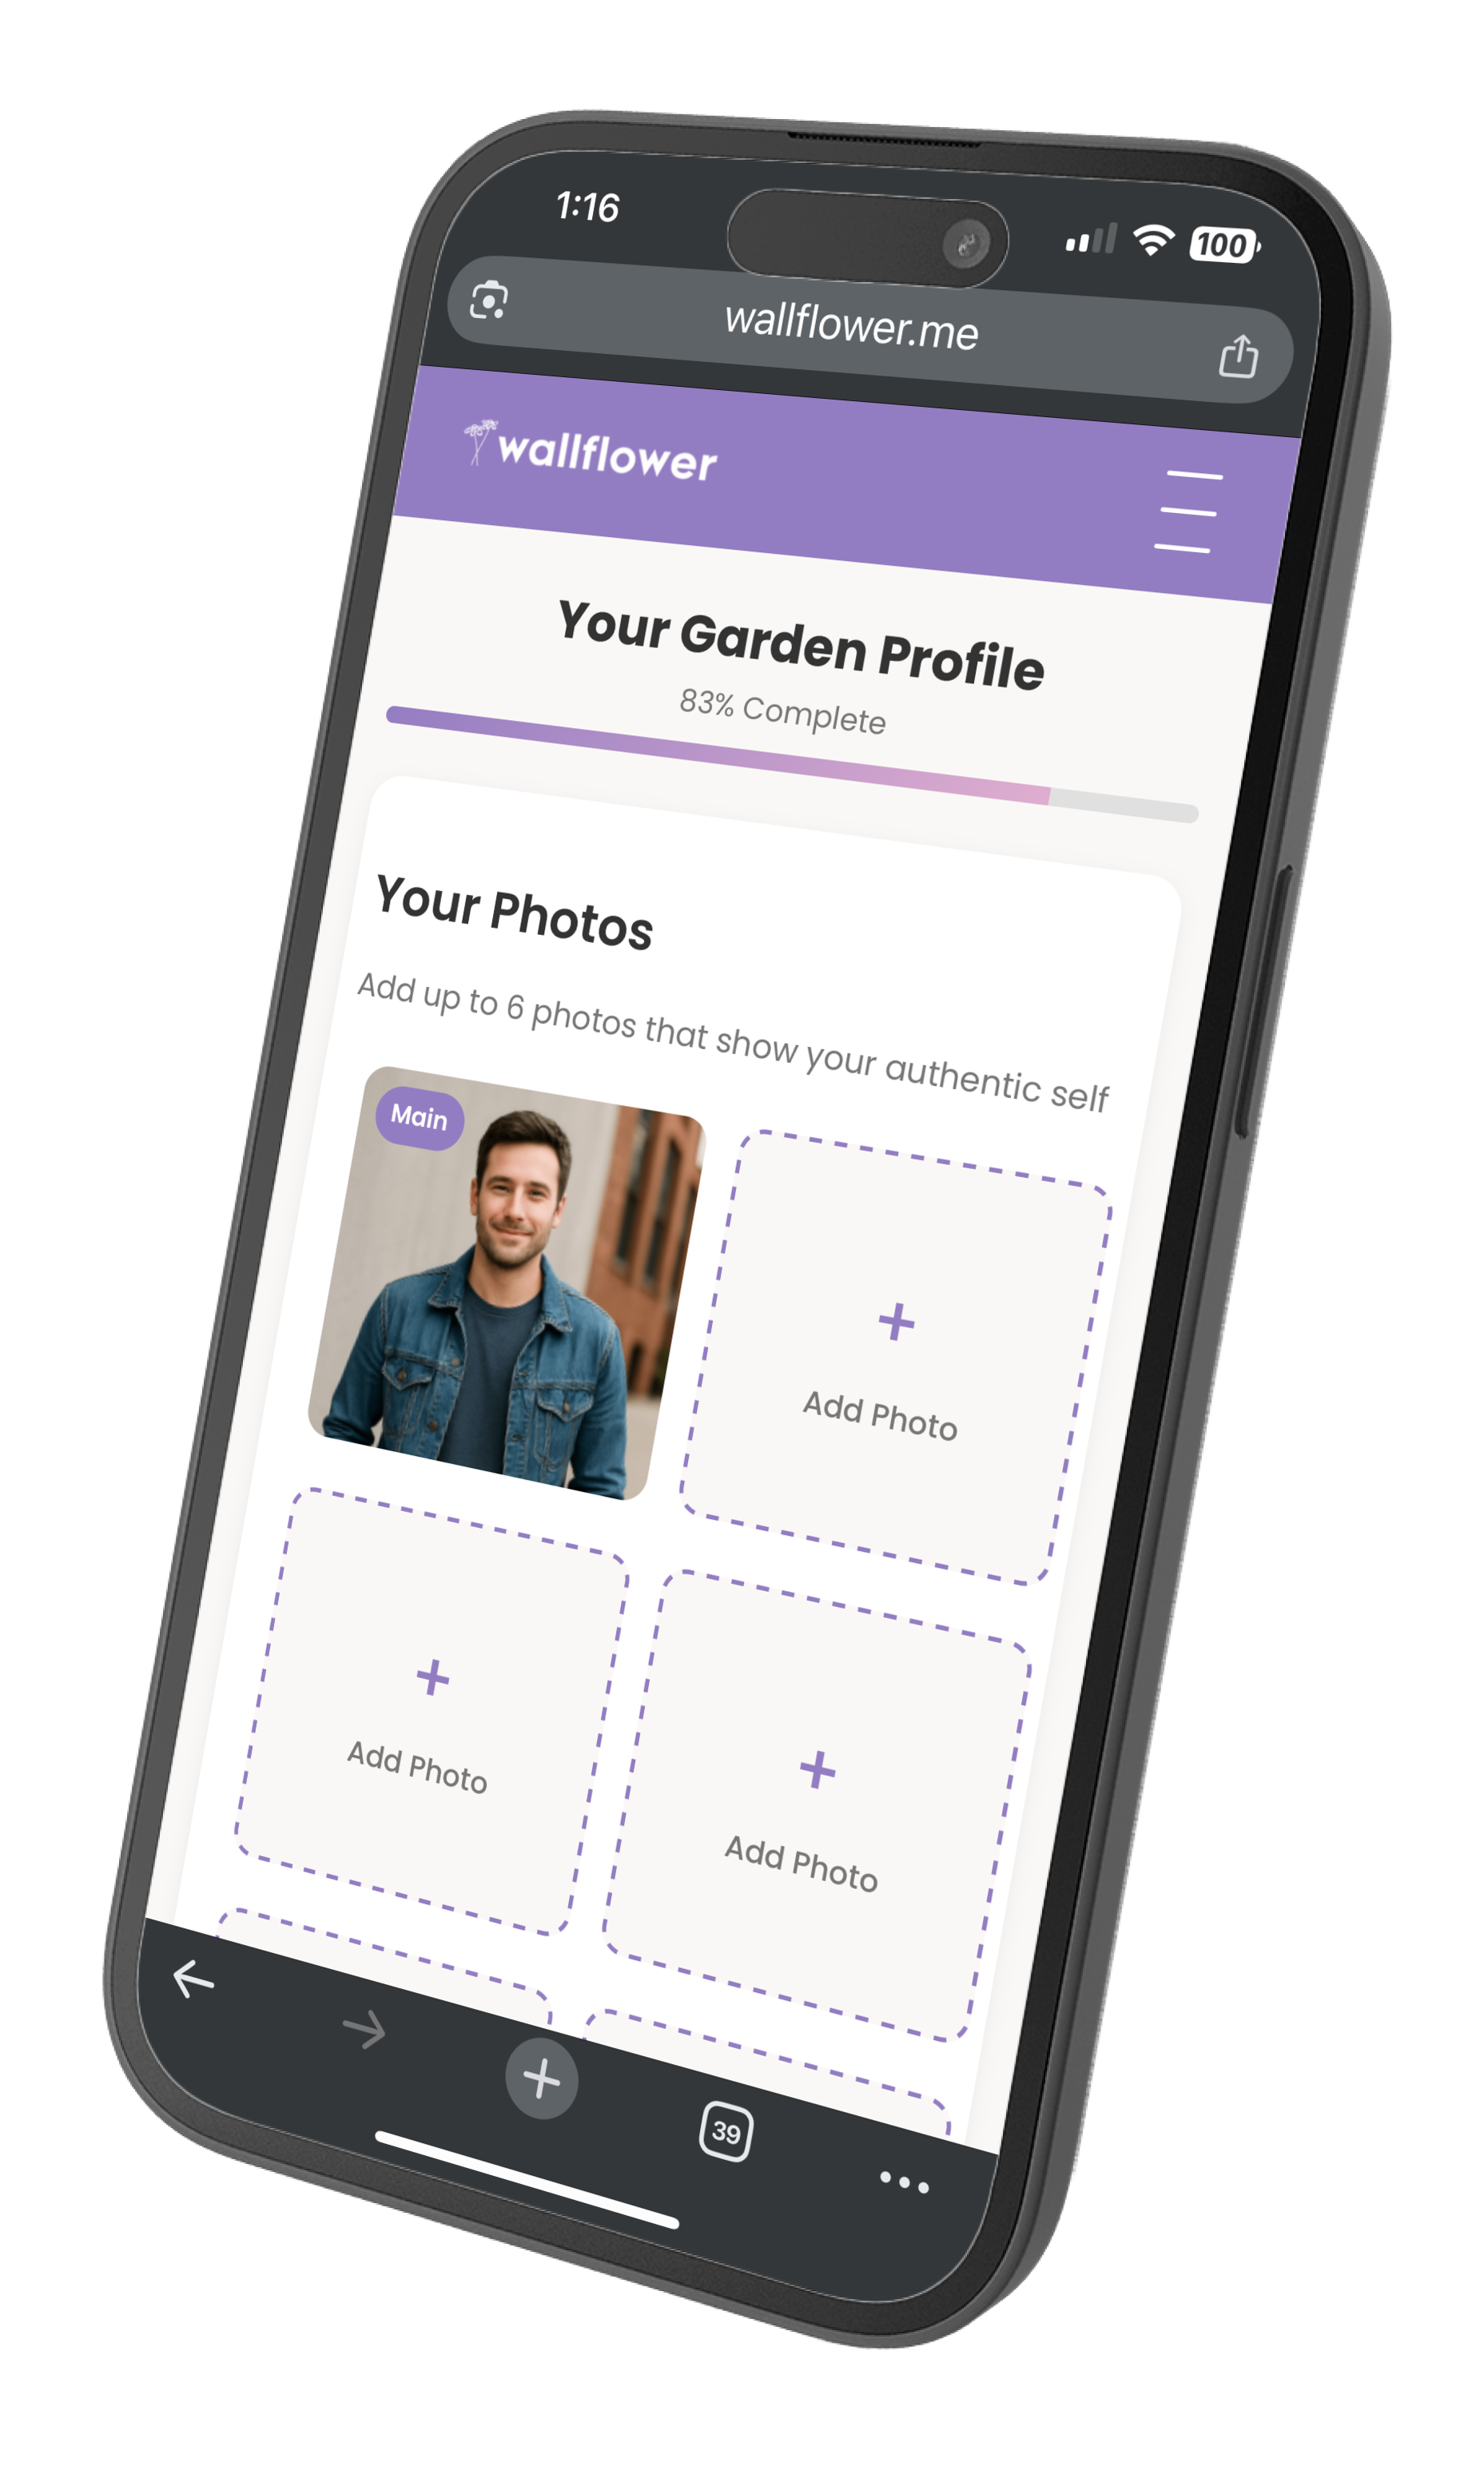 1:16
100
wallflower.me
wallflower
Your Garden Profile
83% Complete
Your Photos
Add up to 6 photos that show your authentic self
Main
+
Add Photo
+
Add Photo
+
Add Photo
39